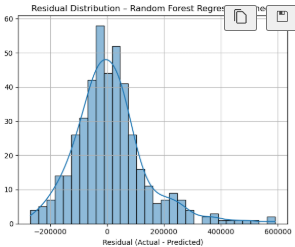 Residual Distribution – Random Forest Regres
60
50
40
30
20
10
0
−200000 0 200000 400000 600000
Residual (Actual - Predicted)